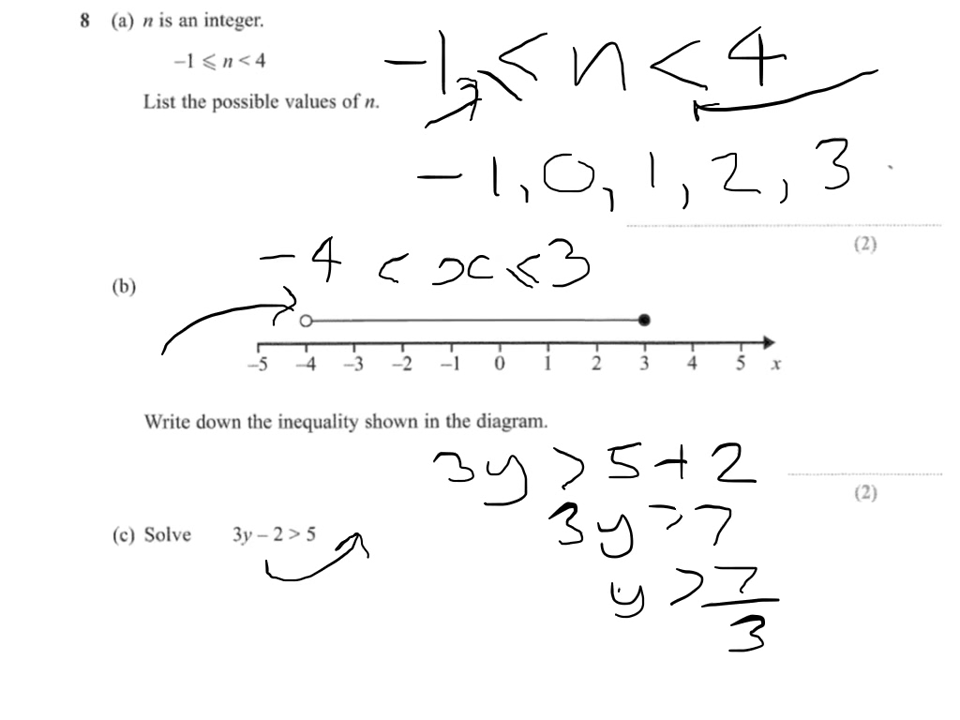 8 (a) n is an integer.
-1 ⩽ n < 4
-1 ≤ n < 4
List the possible values of n.
-1, 0, 1, 2, 3
(2)
-4 < x ≤ 3
(b)
-5 -4 -3 -2 -1 0 1 2 3 4 5 x
Write down the inequality shown in the diagram.
3y > 5 + 2
(2)
3y > 7
(c) Solve 3y – 2 > 5
y > 7/3